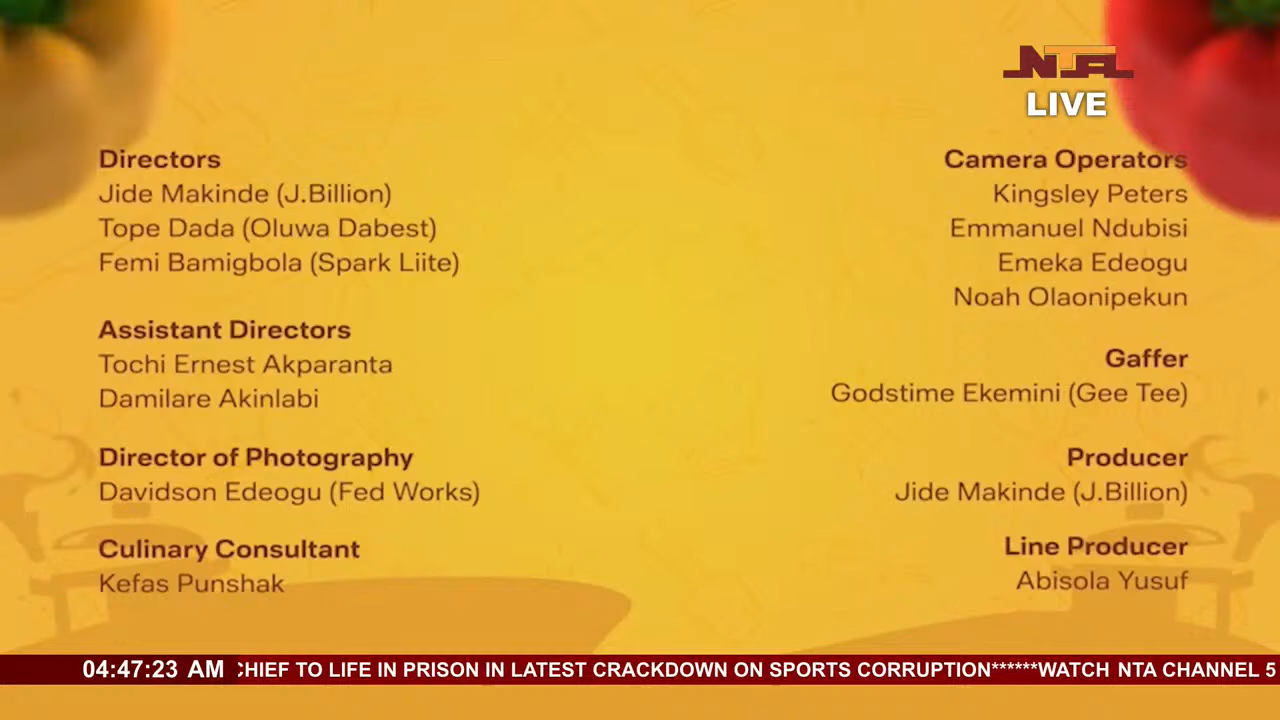 NTA
LIVE
Directors
Jide Makinde (J.Billion)
Tope Dada (Oluwa Dabest)
Femi Bamigbola (Spark Liite)
Assistant Directors
Tochi Ernest Akparanta
Damilare Akinlabi
Director of Photography
Davidson Edeogu (Fed Works)
Culinary Consultant
Kefas Punshak
Camera Operators
Kingsley Peters
Emmanuel Ndubisi
Emeka Edeogu
Noah Olaonipekun
Gaffer
Godstime Ekemini (Gee Tee)
Producer
Jide Makinde (J.Billion)
Line Producer
Abisola Yusuf
04:47:23 AM HIEF TO LIFE IN PRISON IN LATEST CRACKDOWN ON SPORTS CORRUPTION******WATCH NTA CHANNEL 5